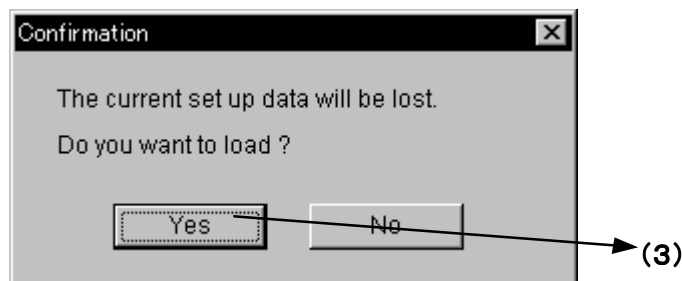 Confirmation
The current set up data will be lost.
Do you want to load ?
Yes No
(3)